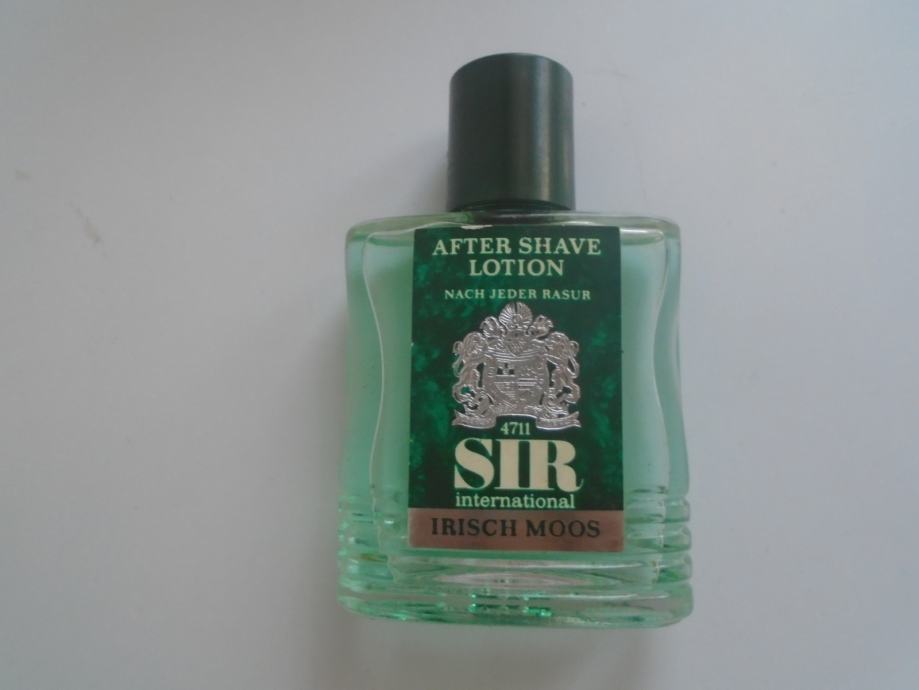 AFTER SHAVE
LOTION
NACH JEDER RASUR
4711
SIR
international
IRISCH MOOS